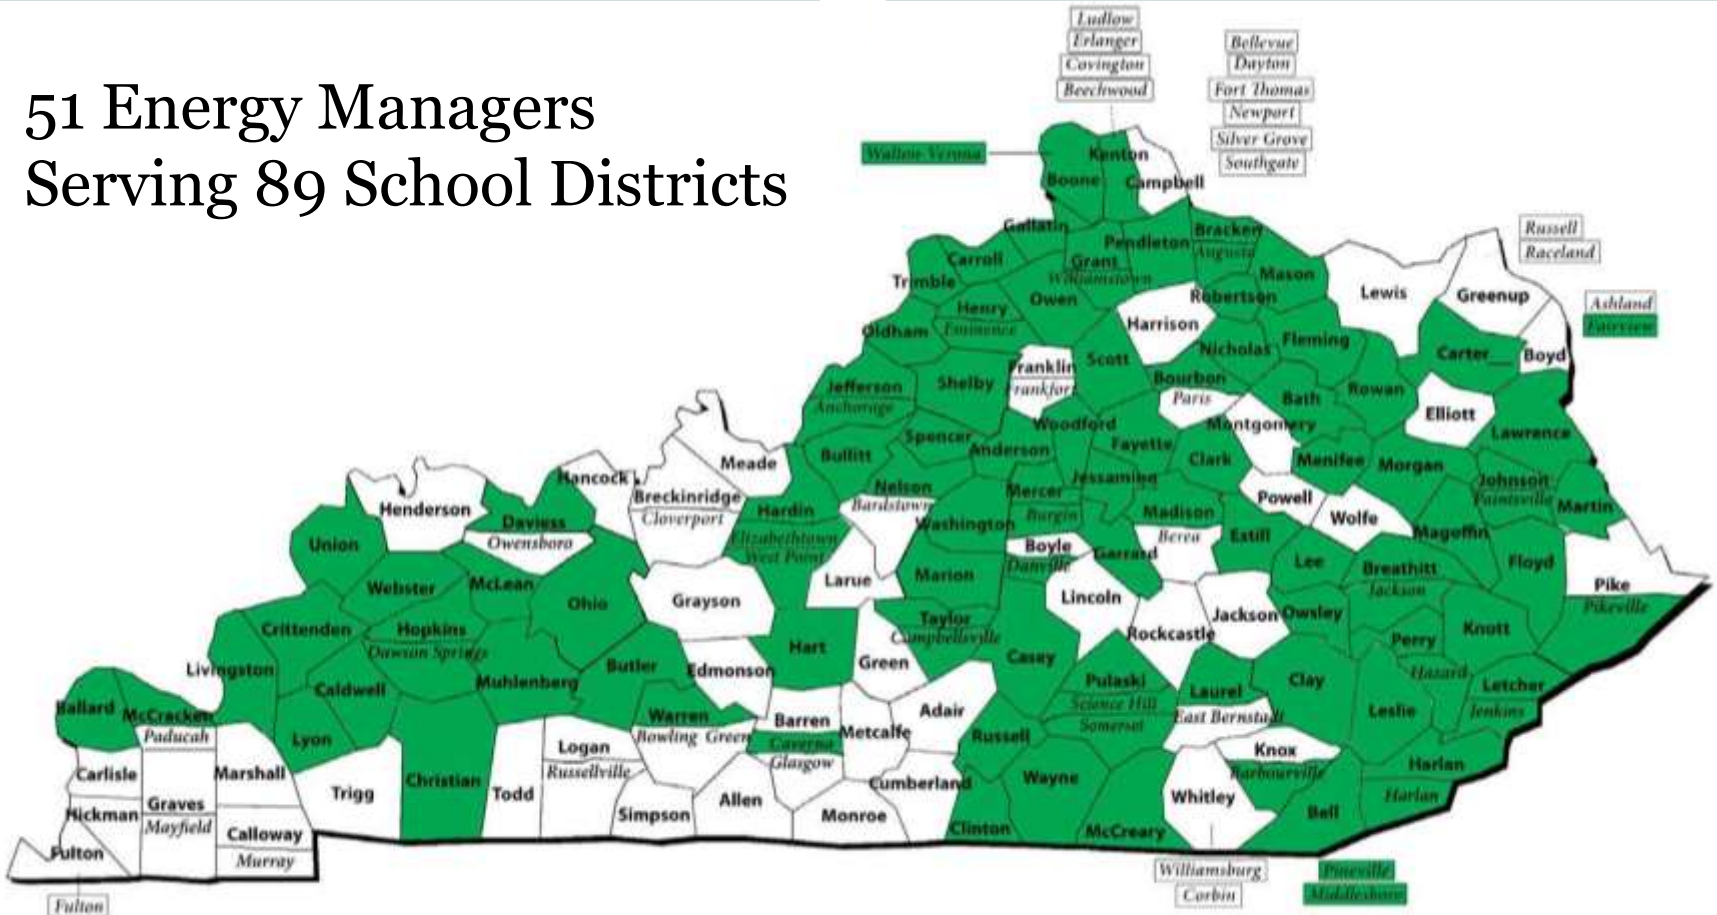 51 Energy Managers
Serving 89 School Districts
Ludlow
Erlanger
Covington
Beechwood
Bellevue
Dayton
Fort Thomas
Newport
Silver Grove
Southgate
Walton Verona
Kenton
Boone
Campbell
Gallatin
Pendleton
Bracken
Augusta
Carroll
Grant
Williamstown
Mason
Trimble
Owen
Robertson
Lewis
Greenup
Russell
Raceland
Ashland
Fairview
Henry
Eminence
Oldham
Harrison
Fleming
Nicholas
Carter
Boyd
Franklin
Frankfort
Scott
Shelby
Jefferson
Anchorage
Bourbon
Paris
Bath
Rowan
Elliott
Woodford
Montgomery
Lawrence
Spencer
Anderson
Fayette
Bullitt
Clark
Menifee
Morgan
Meade
Hancock
Breckinridge
Cloverport
Nelson
Bardstown
Mercer
Burgin
Jessamine
Powell
Johnson
Paintsville
Martin
Henderson
Daviess
Owensboro
Hardin
Elizabethtown
West Point
Washington
Madison
Berea
Wolfe
Magoffin
Union
Boyle
Danville
Garrard
Estill
Lee
Breathitt
Jackson
Floyd
Pike
Pikeville
Webster
McLean
Ohio
Grayson
Larue
Marion
Lincoln
Rockcastle
Jackson
Owsley
Crittenden
Hopkins
Dawson Springs
Hart
Taylor
Campbellsville
Green
Casey
Perry
Hazard
Knott
Livingston
Caldwell
Muhlenberg
Butler
Edmonson
Pulaski
Science Hill
Somerset
Laurel
East Bernstadt
Clay
Leslie
Letcher
Jenkins
Ballard
McCracken
Paducah
Lyon
Warren
Bowling Green
Barren
Caverna
Glasgow
Metcalfe
Adair
Russell
Knox
Barbourville
Harlan
Harlan
Carlisle
Marshall
Trigg
Christian
Todd
Logan
Russellville
Cumberland
Wayne
Whitley
Bell
Hickman
Graves
Mayfield
Calloway
Murray
Simpson
Allen
Monroe
Clinton
McCreary
Fulton
Fulton
Williamsburg
Corbin
Pineville
Middlesboro